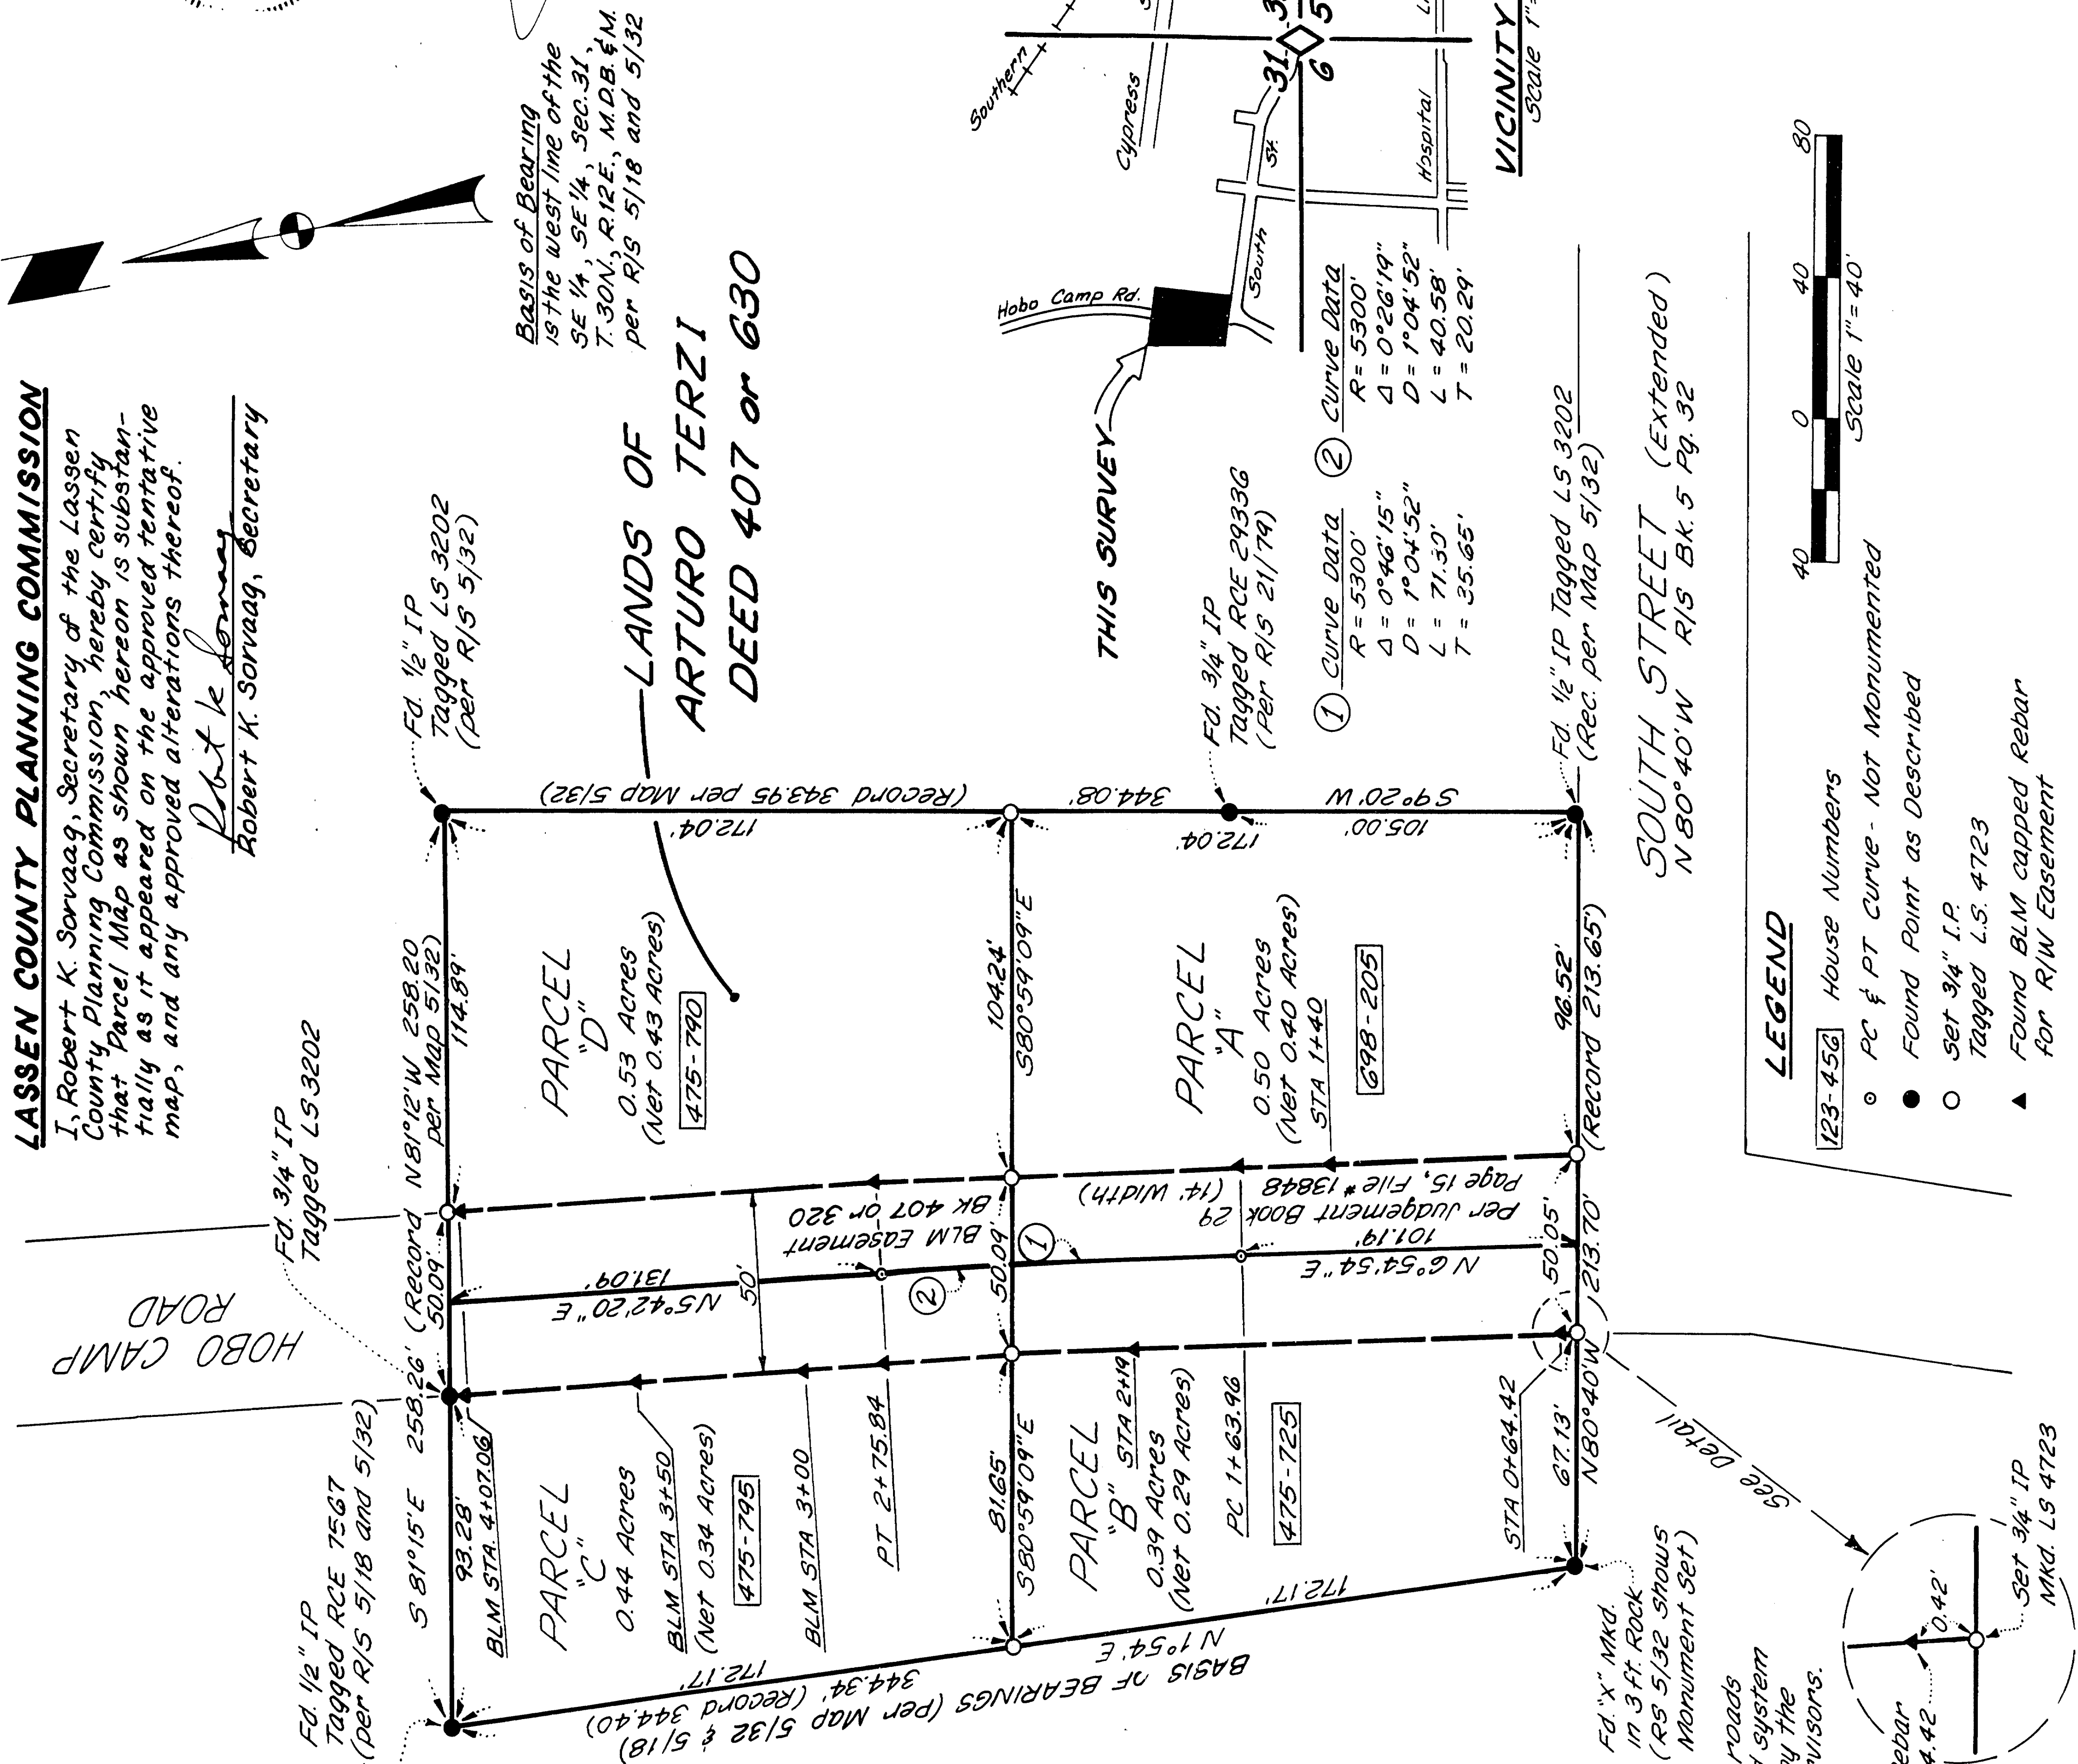 LASSEN COUNTY PLANNING COMMISSION
I, Robert K. Sorvaag, Secretary of the Lassen
County Planning Commission, hereby certify
that Parcel Map as shown hereon is substan-
tially as it appeared on the approved tentative
map, and any approved alterations thereof.
Robert K. Sorvaag, Secretary
Basis of Bearing
is the west line of the
SE 1/4, SE 1/4, Sec. 31,
T. 30N., R. 12E., M.D.B. & M.
per R/S 5/18 and 5/32
LANDS OF
ARTURO TERZI
DEED 407 or 630
HOBO CAMP
ROAD
Fd. 1/2" IP
Tagged RCE 7567
(per R/S 5/18 and 5/32)
Fd. 3/4" IP
Tagged LS 3202
Fd. 1/2" IP
Tagged LS 3202
(per R/S 5/32)
S 81°15'E 258.26' (Record N81°12'W 258.20
per Map 5/32)
93.28'
50.09'
114.89'
BLM STA. 4+07.06
PARCEL
"C"
0.44 Acres
BLM STA 3+50
(Net 0.34 Acres)
475-795
BLM STA 3+00
PT 2+75.84
PARCEL
"D"
0.53 Acres
(Net 0.43 Acres)
475-790
131.09'
N5°42'20"E
50'
BLM Easement
BK 407 or 320
2
1
81.65'
S80°59'09"E
50.09'
104.24'
S80°59'09"E
PARCEL
"B"
STA 2+19
0.39 Acres
(Net 0.29 Acres)
PC 1+63.96
475-725
STA 0+64.42
PARCEL
"A"
0.50 Acres
(Net 0.40 Acres)
STA 1+40
698-205
(14' Width)
Per Judgement Book 29
Page 15, File #13848
101.19'
N 6°54'54"E
67.13'
50.05'
96.52'
N80°40'W
213.70'
(Record 213.65')
172.17'
172.17'
344.34' (Record 344.40)
N 1°54' E
BASIS OF BEARINGS (Per Map 5/32 & 5/18)
(Record 343.95 per Map 5/32)
344.08'
S9°20'W
172.04'
172.04'
105.00'
Fd. 3/4" IP
Tagged RCE 29336
(Per R/S 21/79)
Fd. 1/2" IP Tagged LS 3202
(Rec. per Map 5/32)
SOUTH STREET (Extended)
N 80°40'W R/S Bk. 5 Pg. 32
1 Curve Data
R = 5300'
Δ = 0°46'15"
D = 1°04'52"
L = 71.30'
T = 35.65'
2 Curve Data
R = 5300'
Δ = 0°26'19"
D = 1°04'52"
L = 40.58'
T = 20.29'
THIS SURVEY
Hobo Camp Rd.
South
St.
Hospital
Cypress
Southern
31
6
5
VICINITY
Scale 1"=
Fd. "x" Mkd.
in 3 ft. Rock
(RS 5/32 shows
Monument Set)
See Detail
0.42'
Set 3/4" IP
Mkd. LS 4723
roads
system
the
LEGEND
123-456 House Numbers
PC & PT Curve - Not Monumented
Found Point as Described
Set 3/4" I.P.
Tagged L.S. 4723
Found BLM capped Rebar
for R/W Easement
40 0 40 80
Scale 1"=40'